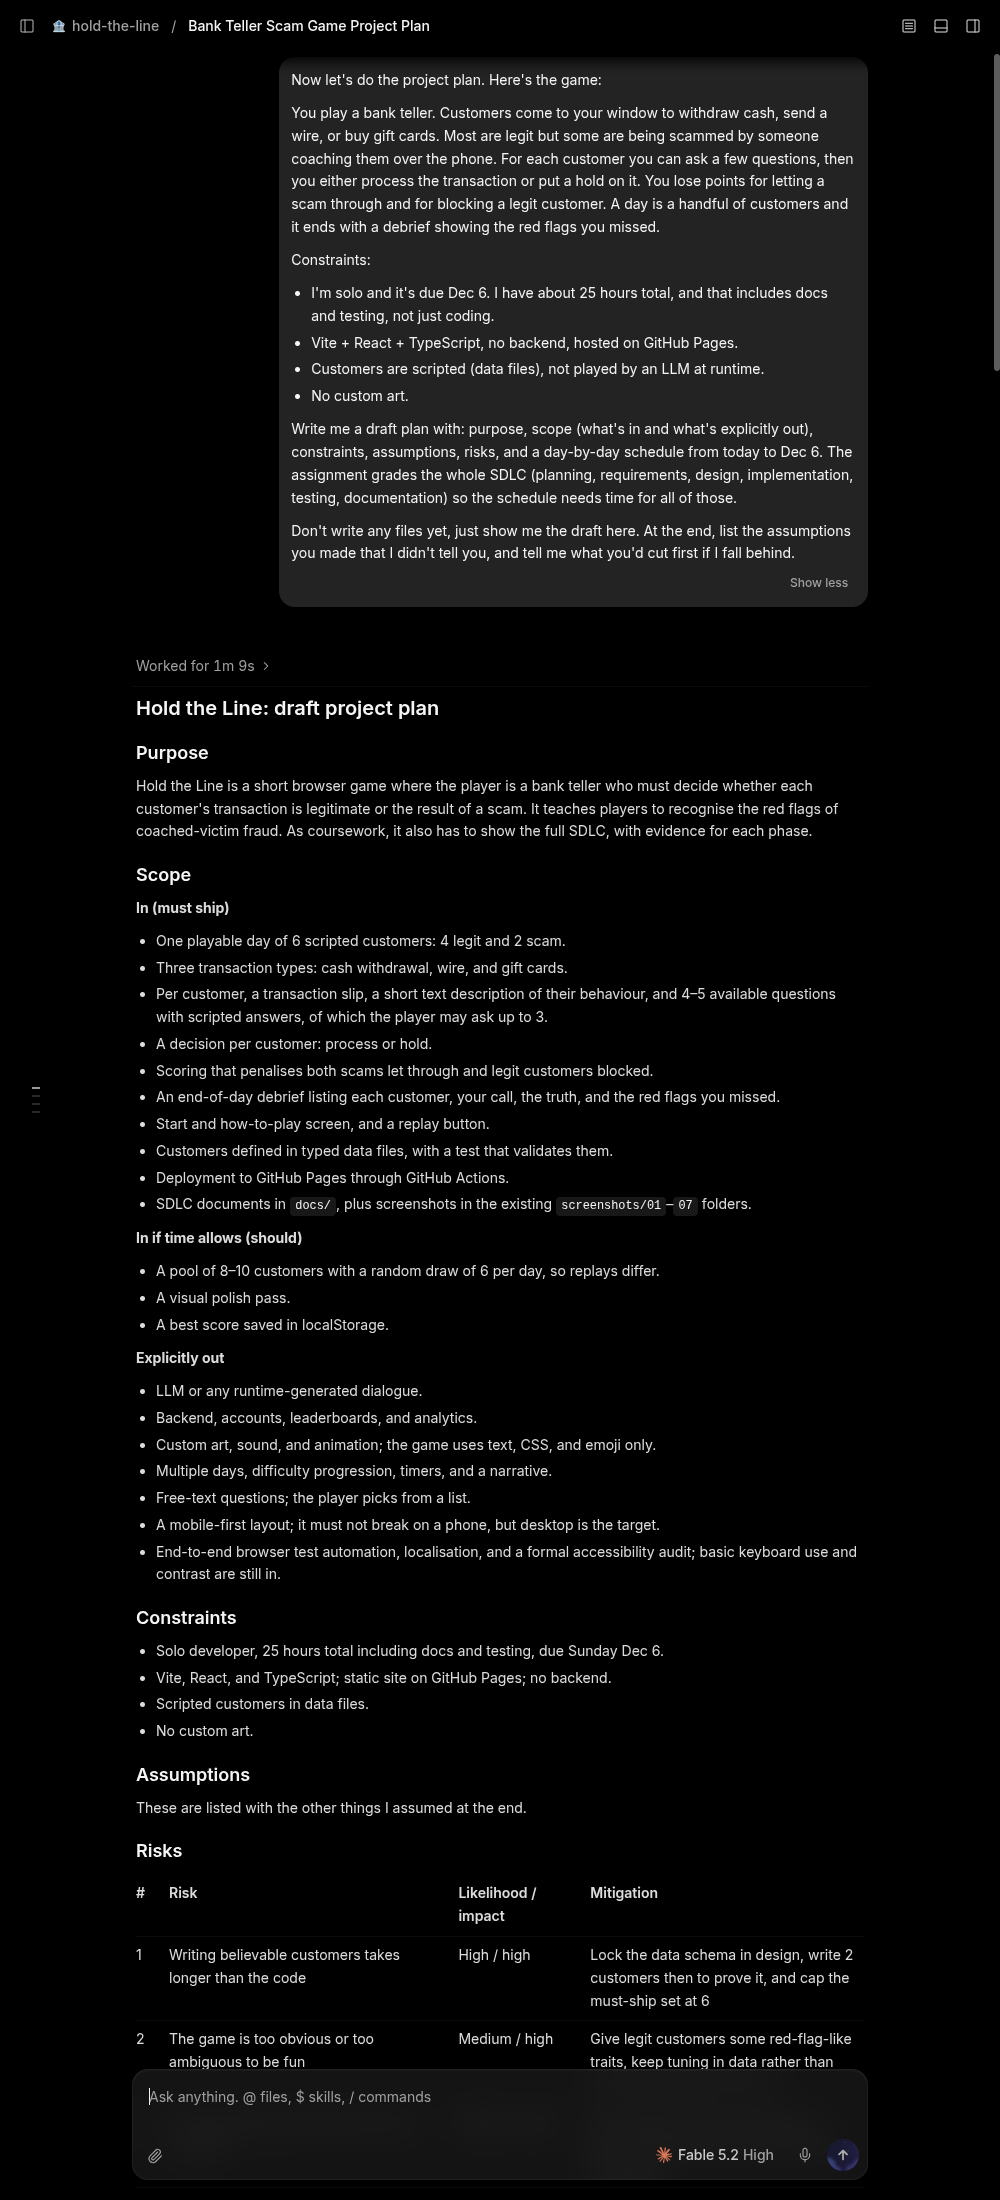 hold-the-line / Bank Teller Scam Game Project Plan
Now let's do the project plan. Here's the game:
You play a bank teller. Customers come to your window to withdraw cash, send a
wire, or buy gift cards. Most are legit but some are being scammed by someone
coaching them over the phone. For each customer you can ask a few questions, then
you either process the transaction or put a hold on it. You lose points for letting a
scam through and for blocking a legit customer. A day is a handful of customers and
it ends with a debrief showing the red flags you missed.
Constraints:
• I'm solo and it's due Dec 6. I have about 25 hours total, and that includes docs
and testing, not just coding.
• Vite + React + TypeScript, no backend, hosted on GitHub Pages.
• Customers are scripted (data files), not played by an LLM at runtime.
• No custom art.
Write me a draft plan with: purpose, scope (what's in and what's explicitly out),
constraints, assumptions, risks, and a day-by-day schedule from today to Dec 6. The
assignment grades the whole SDLC (planning, requirements, design, implementation,
testing, documentation) so the schedule needs time for all of those.
Don't write any files yet, just show me the draft here. At the end, list the assumptions
you made that I didn't tell you, and tell me what you'd cut first if I fall behind.
Show less
Worked for 1m 9s >
Hold the Line: draft project plan
Purpose
Hold the Line is a short browser game where the player is a bank teller who must decide whether each
customer's transaction is legitimate or the result of a scam. It teaches players to recognise the red flags of
coached-victim fraud. As coursework, it also has to show the full SDLC, with evidence for each phase.
Scope
In (must ship)
• One playable day of 6 scripted customers: 4 legit and 2 scam.
• Three transaction types: cash withdrawal, wire, and gift cards.
• Per customer, a transaction slip, a short text description of their behaviour, and 4–5 available questions
with scripted answers, of which the player may ask up to 3.
• A decision per customer: process or hold.
• Scoring that penalises both scams let through and legit customers blocked.
• An end-of-day debrief listing each customer, your call, the truth, and the red flags you missed.
• Start and how-to-play screen, and a replay button.
• Customers defined in typed data files, with a test that validates them.
• Deployment to GitHub Pages through GitHub Actions.
• SDLC documents in docs/, plus screenshots in the existing screenshots/01–07 folders.
In if time allows (should)
• A pool of 8–10 customers with a random draw of 6 per day, so replays differ.
• A visual polish pass.
• A best score saved in localStorage.
Explicitly out
• LLM or any runtime-generated dialogue.
• Backend, accounts, leaderboards, and analytics.
• Custom art, sound, and animation; the game uses text, CSS, and emoji only.
• Multiple days, difficulty progression, timers, and a narrative.
• Free-text questions; the player picks from a list.
• A mobile-first layout; it must not break on a phone, but desktop is the target.
• End-to-end browser test automation, localisation, and a formal accessibility audit; basic keyboard use and
contrast are still in.
Constraints
• Solo developer, 25 hours total including docs and testing, due Sunday Dec 6.
• Vite, React, and TypeScript; static site on GitHub Pages; no backend.
• Scripted customers in data files.
• No custom art.
Assumptions
These are listed with the other things I assumed at the end.
Risks
# Risk Likelihood / Mitigation
impact
1 Writing believable customers takes High / high Lock the data schema in design, write 2
longer than the code customers then to prove it, and cap the
must-ship set at 6
2 The game is too obvious or too Medium / high Give legit customers some red-flag-like
ambiguous to be fun traits, keep tuning in data rather than
Ask anything. @ files, $ skills, / commands
Fable 5.2 High